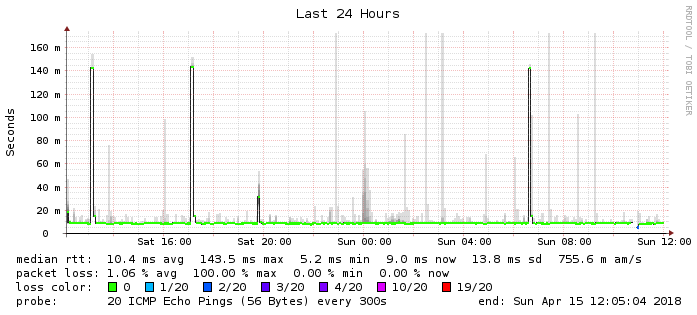 Last 24 Hours
RRDTOOL / TOBI OETIKER
Seconds
160 m
140 m
120 m
100 m
80 m
60 m
40 m
20 m
0
Sat 16:00 Sat 20:00 Sun 00:00 Sun 04:00 Sun 08:00 Sun 12:00
median rtt: 10.4 ms avg 143.5 ms max 5.2 ms min 9.0 ms now 13.8 ms sd 755.6 m am/s
packet loss: 1.06 % avg 100.00 % max 0.00 % min 0.00 % now
loss color: 0 1/20 2/20 3/20 4/20 10/20 19/20
probe: 20 ICMP Echo Pings (56 Bytes) every 300s end: Sun Apr 15 12:05:04 2018